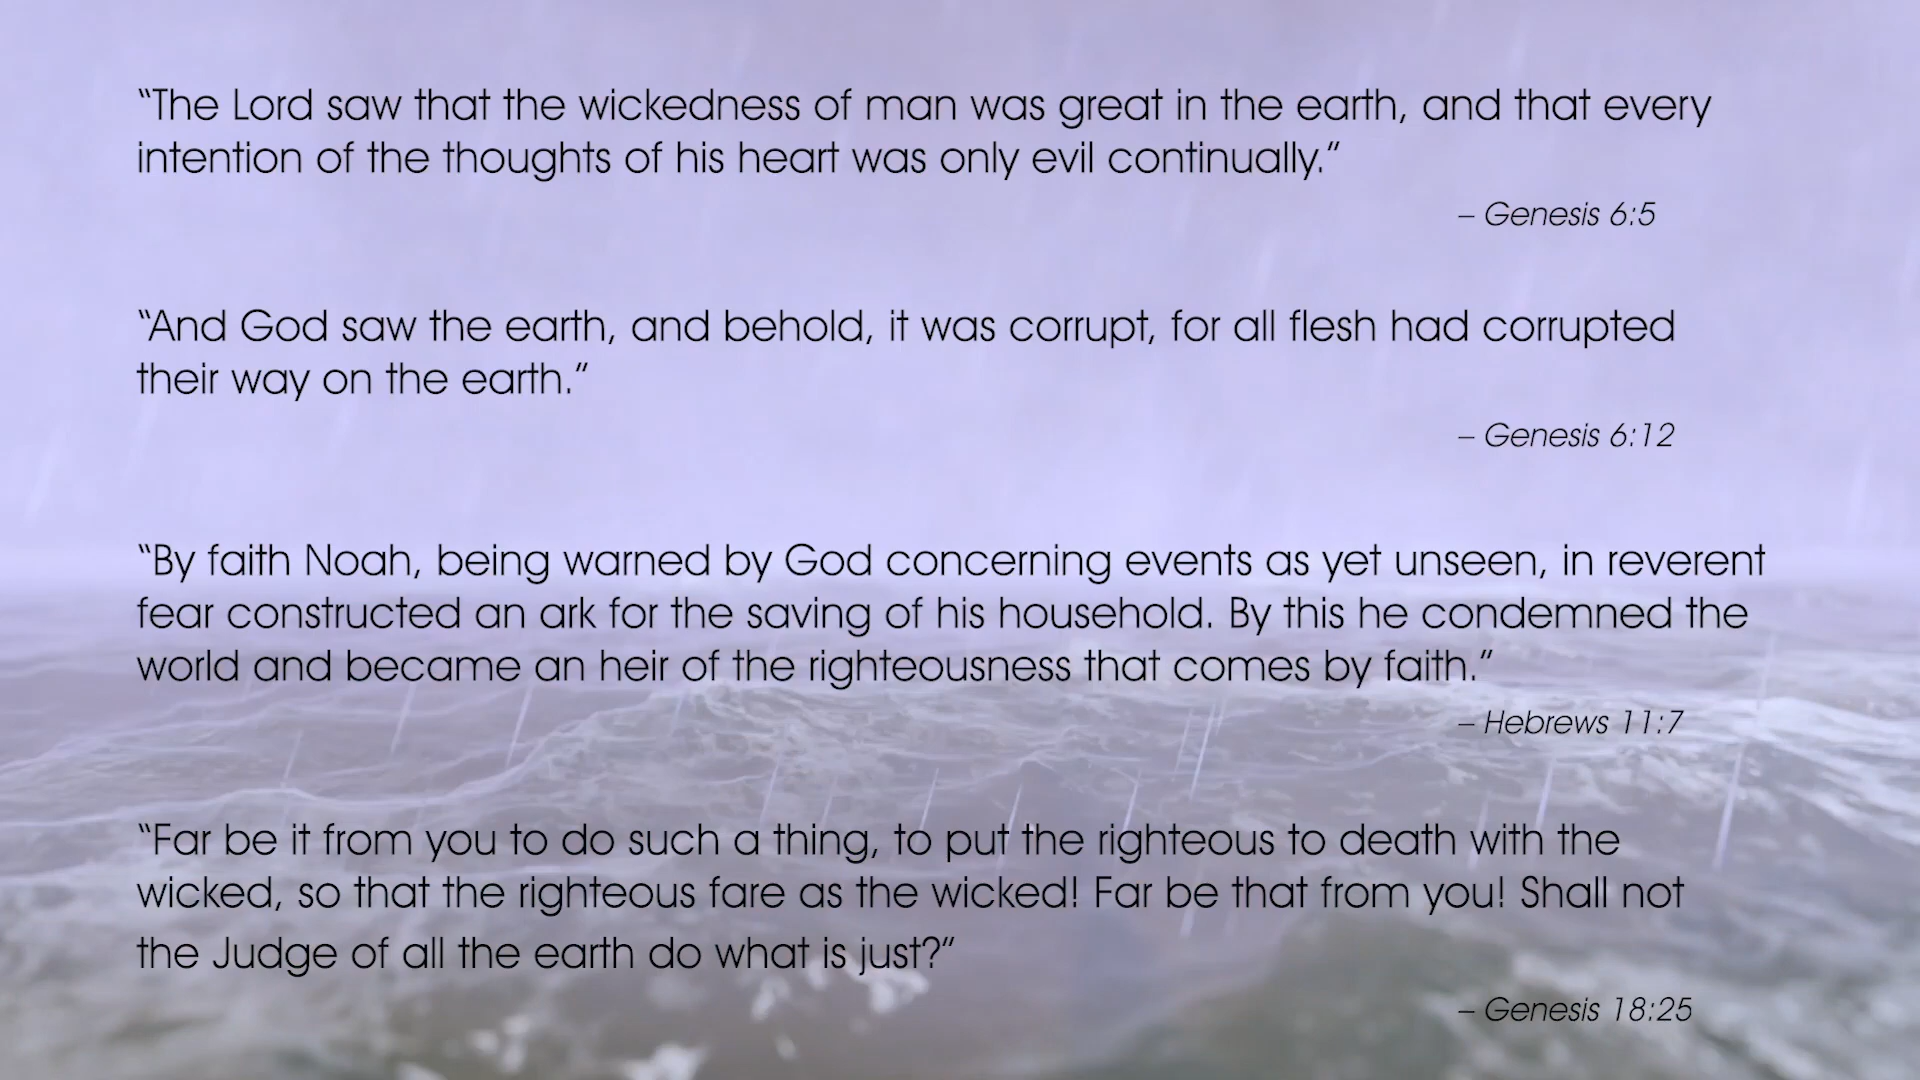 “The Lord saw that the wickedness of man was great in the earth, and that every
intention of the thoughts of his heart was only evil continually.”
– Genesis 6:5
“And God saw the earth, and behold, it was corrupt, for all flesh had corrupted
their way on the earth.”
– Genesis 6:12
“By faith Noah, being warned by God concerning events as yet unseen, in reverent
fear constructed an ark for the saving of his household. By this he condemned the
world and became an heir of the righteousness that comes by faith.”
– Hebrews 11:7
“Far be it from you to do such a thing, to put the righteous to death with the
wicked, so that the righteous fare as the wicked! Far be that from you! Shall not
the Judge of all the earth do what is just?”
– Genesis 18:25